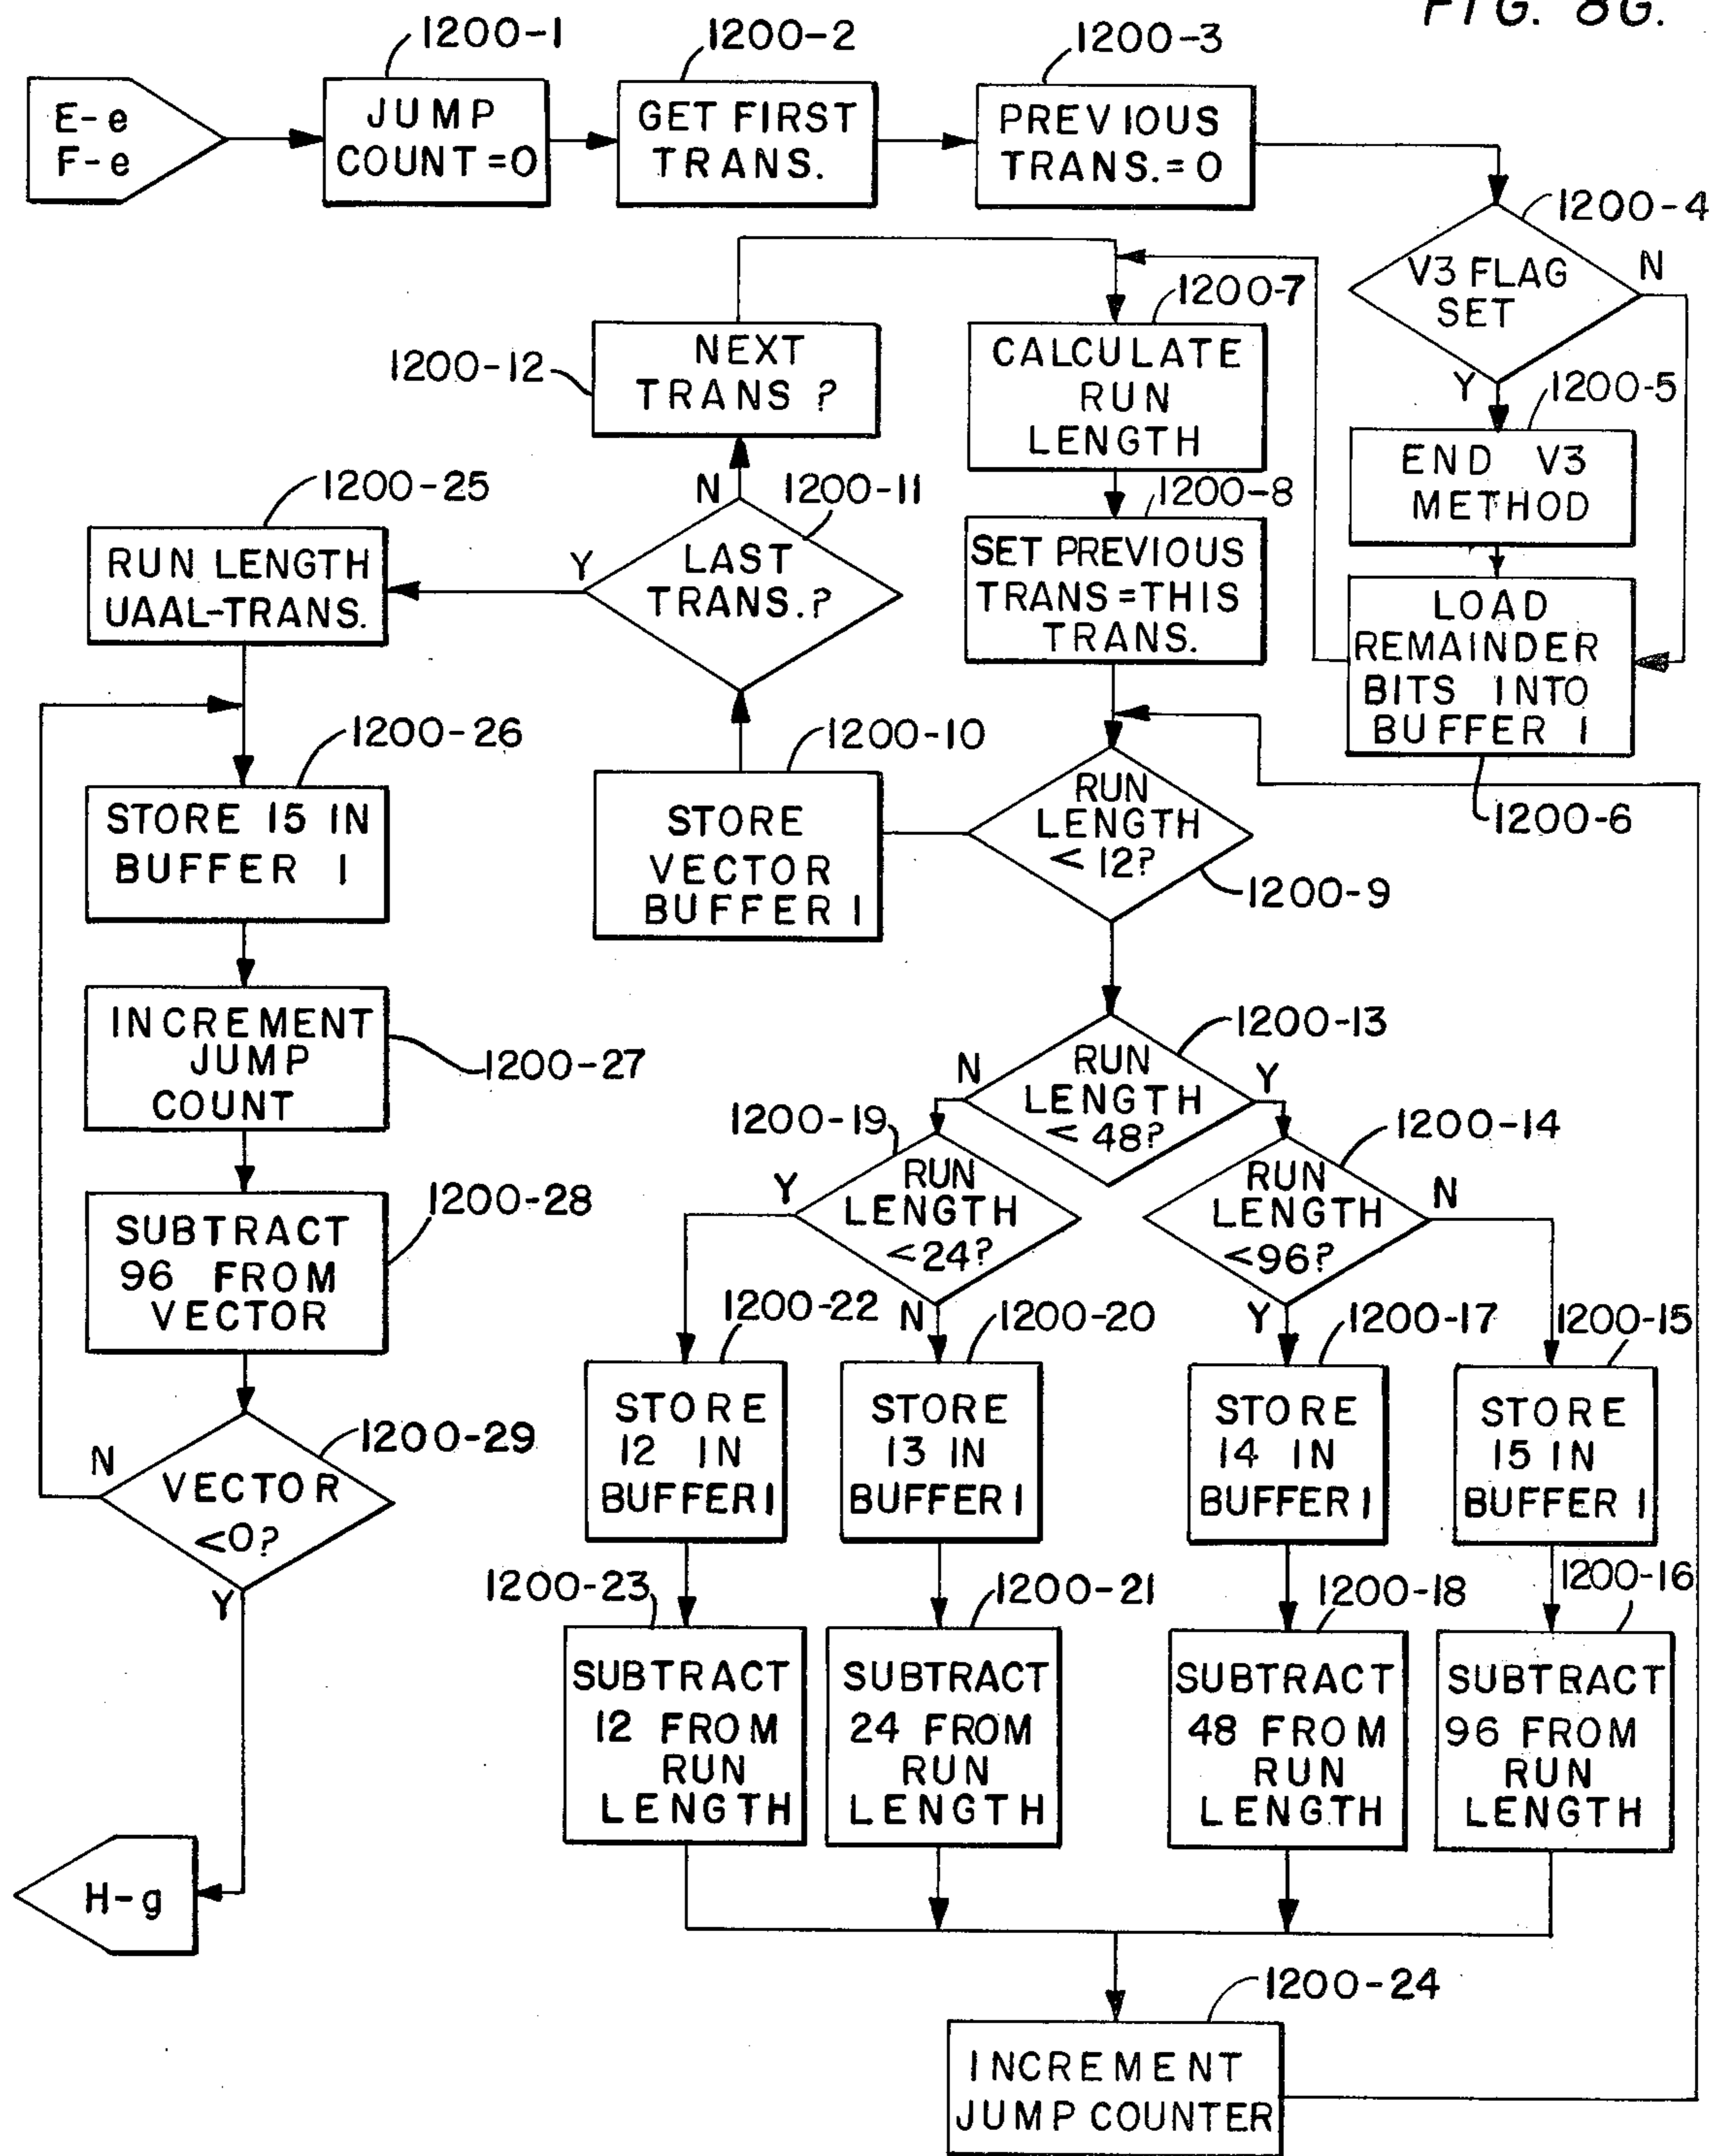 FIG. 8G.
1200-1
1200-2
1200-3
E-e
F-e
JUMP
COUNT=0
GET FIRST
TRANS.
PREVIOUS
TRANS.=0
1200-4
V3 FLAG
SET
N
Y
1200-5
END V3
METHOD
LOAD
REMAINDER
BITS INTO
BUFFER 1
1200-6
1200-7
CALCULATE
RUN
LENGTH
1200-8
SET PREVIOUS
TRANS=THIS
TRANS.
1200-12
NEXT
TRANS ?
N
1200-11
LAST
TRANS.?
Y
1200-25
RUN LENGTH
UAAL-TRANS.
1200-10
STORE
VECTOR
BUFFER 1
RUN
LENGTH
< 12?
1200-9
1200-26
STORE 15 IN
BUFFER 1
INCREMENT
JUMP
COUNT
1200-27
1200-28
SUBTRACT
96 FROM
VECTOR
1200-29
N
VECTOR
<0?
Y
H-g
1200-13
N
RUN
LENGTH
< 48?
Y
1200-19
Y
RUN
LENGTH
<24?
N
1200-14
RUN
LENGTH
<96?
N
Y
1200-22
1200-20
1200-17
1200-15
STORE
12 IN
BUFFER 1
STORE
13 IN
BUFFER 1
STORE
14 IN
BUFFER 1
STORE
15 IN
BUFFER 1
1200-23
1200-21
1200-18
1200-16
SUBTRACT
12 FROM
RUN
LENGTH
SUBTRACT
24 FROM
RUN
LENGTH
SUBTRACT
48 FROM
RUN
LENGTH
SUBTRACT
96 FROM
RUN
LENGTH
1200-24
INCREMENT
JUMP COUNTER